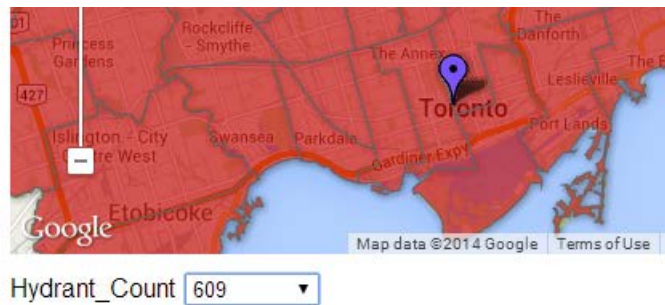 01
Princess
Gardens
Rockcliffe
- Smythe
The Annex
The
Danforth
427
Leslieville
The
Toronto
Islington - City
Centre West
Swansea
Parkdale
Port Lands
Gardiner Expy
Etobicoke
Google
Map data ©2014 Google
Terms of Use
Hydrant_Count 609